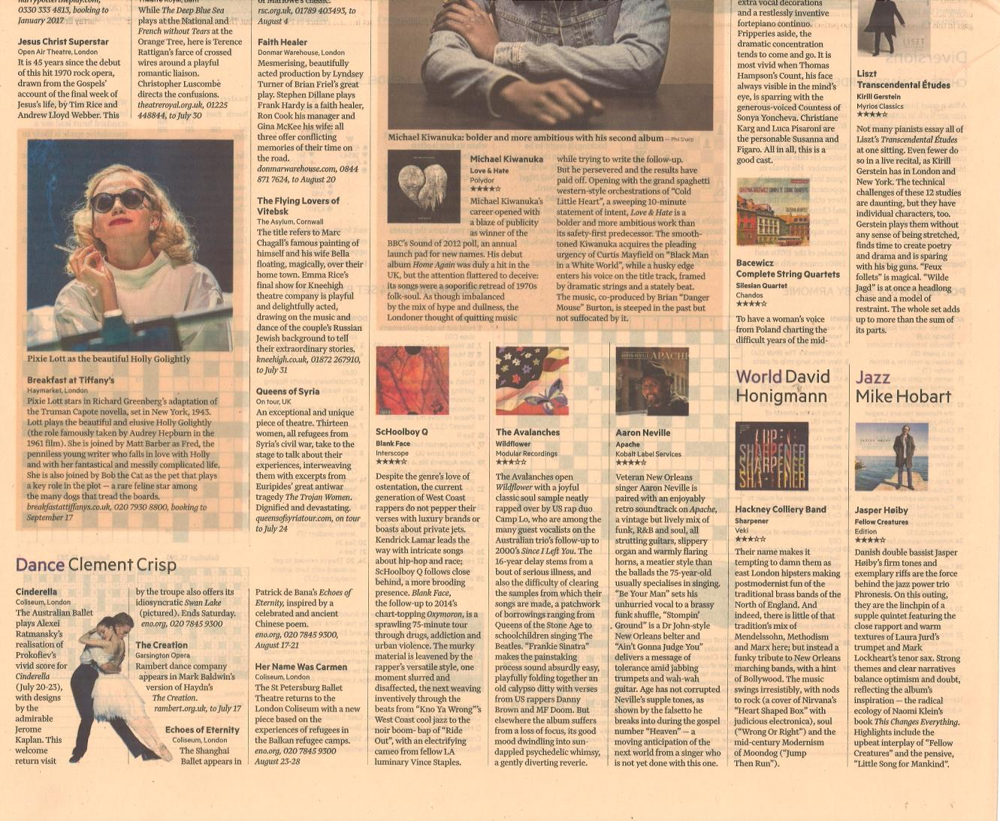 0330 333 4813, booking to
January 2017
Jesus Christ Superstar
Open Air Theatre, London
It is 45 years since the debut
of this hit 1970 rock opera,
drawn from the Gospels'
account of the final week of
Jesus's life, by Tim Rice and
Andrew Lloyd Webber. This
While The Deep Blue Sea
plays at the National and
French without Tears at the
Orange Tree, here is Terence
Rattigan's farce of crossed
wires around a playful
romantic liaison.
Christopher Luscombe
directs the confusions.
theatreroyal.org.uk, 01225
448844, to July 30
Pixie Lott as the beautiful Holly Golightly
Breakfast at Tiffany's
Haymarket, London
Pixie Lott stars in Richard Greenberg's adaptation of
the Truman Capote novella, set in New York, 1943.
Lott plays the beautiful and elusive Holly Golightly
(the role famously taken by Audrey Hepburn in the
1961 film). She is joined by Matt Barber as Fred, the
penniless young writer who falls in love with Holly
and with her fantastical and messily complicated life.
She is also joined by Bob the Cat as the pet that plays
a key role in the plot — a rare feline star among
the many dogs that tread the boards.
breakfastattiffanys.co.uk, 020 7930 8800, booking to
September 17
rsc.org.uk, 01789 403493, to
August 4
Faith Healer
Donmar Warehouse, London
Mesmerising, beautifully
acted production by Lyndsey
Turner of Brian Friel's great
play. Stephen Dillane plays
Frank Hardy is a faith healer,
Ron Cook his manager and
Gina McKee his wife: all
three offer conflicting
memories of their time on
the road.
donmarwarehouse.com, 0844
871 7624, to August 20
The Flying Lovers of
Vitebsk
The Asylum, Cornwall
The title refers to Marc
Chagall's famous painting of
himself and his wife Bella
floating, magically, over their
home town. Emma Rice's
final show for Kneehigh
theatre company is playful
and delightfully acted,
drawing on the music and
dance of the couple's Russian
Jewish background to tell
their extraordinary stories.
kneehigh.co.uk, 01872 267910,
to July 31
Queens of Syria
On tour, UK
An exceptional and unique
piece of theatre. Thirteen
women, all refugees from
Syria's civil war, take to the
stage to talk about their
experiences, interweaving
them with excerpts from
Euripides' great antiwar
tragedy The Trojan Women.
Dignified and devastating.
queensofsyriatour.com, on tour
to July 24
Dance Clement Crisp
Cinderella
Coliseum, London
The Australian Ballet
plays Alexei
Ratmansky's
realisation of
Prokofiev's
vivid score for
Cinderella
(July 20-23),
with designs
by the
admirable
Jerome
Kaplan. This
welcome
return visit
by the troupe also offers its
idiosyncratic Swan Lake
(pictured). Ends Saturday.
eno.org, 020 7845 9300
The Creation
Garsington Opera
Rambert dance company
appears in Mark Baldwin's
version of Haydn's
The Creation.
rambert.org.uk, to July 17
Echoes of Eternity
Coliseum, London
The Shanghai
Ballet appears in
Patrick de Bana's Echoes of
Eternity, inspired by a
celebrated and ancient
Chinese poem.
eno.org, 020 7845 9300,
August 17-21
Her Name Was Carmen
Coliseum, London
The St Petersburg Ballet
Theatre returns to the
London Coliseum with a new
piece based on the
experiences of refugees in
the Balkan refugee camps.
eno.org, 020 7845 9300
August 23-28
Michael Kiwanuka: bolder and more ambitious with his second album — Phil Sharp
Michael Kiwanuka
Love & Hate
Polydor
★★★★☆
Michael Kiwanuka's
career opened with
a blaze of publicity
as winner of the
BBC's Sound of 2012 poll, an annual
launch pad for new names. His debut
album Home Again was duly a hit in the
UK, but the attention flattered to deceive:
its songs were a soporific retread of 1970s
folk-soul. As though imbalanced
by the mix of hype and dullness, the
Londoner thought of quitting music
while trying to write the follow-up.
But he persevered and the results have
paid off. Opening with the grand spaghetti
western-style orchestrations of "Cold
Little Heart", a sweeping 10-minute
statement of intent, Love & Hate is a
bolder and more ambitious work than
its safety-first predecessor. The smooth-
toned Kiwanuka acquires the pleading
urgency of Curtis Mayfield on "Black Man
in a White World", while a husky edge
enters his voice on the title track, framed
by dramatic strings and a stately beat.
The music, co-produced by Brian "Danger
Mouse" Burton, is steeped in the past but
not suffocated by it.
ScHoolboy Q
Blank Face
Interscope
★★★★☆
Despite the genre's love of
ostentation, the current
generation of West Coast
rappers do not pepper their
verses with luxury brands or
boasts about private jets.
Kendrick Lamar leads the
way with intricate songs
about hip-hop and race;
ScHoolboy Q follows close
behind, a more brooding
presence. Blank Face,
the follow-up to 2014's
chart-topping Oxymoron, is a
sprawling 75-minute tour
through drugs, addiction and
urban violence. The murky
material is leavened by the
rapper's versatile style, one
moment slurred and
disaffected, the next weaving
inventively through the
beats from "Kno Ya Wrong"'s
West Coast cool jazz to the
noir boom- bap of "Ride
Out", with an electrifying
cameo from fellow LA
luminary Vince Staples.
The Avalanches
Wildflower
Modular Recordings
★★★☆☆
The Avalanches open
Wildflower with a joyful
classic soul sample neatly
rapped over by US rap duo
Camp Lo, who are among the
many guest vocalists on the
Australian trio's follow-up to
2000's Since I Left You. The
16-year delay stems from a
bout of serious illness, and
also the difficulty of clearing
the samples from which their
songs are made, a patchwork
of borrowings ranging from
Queens of the Stone Age to
schoolchildren singing The
Beatles. "Frankie Sinatra"
makes the painstaking
process sound absurdly easy,
playfully folding together an
old calypso ditty with verses
from US rappers Danny
Brown and MF Doom. But
elsewhere the album suffers
from a loss of focus, its good
mood dwindling into sun-
dappled psychedelic whimsy,
a gently diverting reverie.
AARON NEVILLE APACHE
Aaron Neville
Apache
Kobalt Label Services
★★★★☆
Veteran New Orleans
singer Aaron Neville is
paired with an enjoyably
retro soundtrack on Apache,
a vintage but lively mix of
funk, R&B and soul, all
strutting guitars, slippery
organ and warmly flaring
horns, a meatier style than
the ballads the 75-year-old
usually specialises in singing.
"Be Your Man" sets his
unhurried vocal to a brassy
funk shuffle, "Stompin'
Ground" is a Dr John-style
New Orleans belter and
"Ain't Gonna Judge You"
delivers a message of
tolerance amid jabbing
trumpets and wah-wah
guitar. Age has not corrupted
Neville's supple tones, as
shown by the falsetto he
breaks into during the gospel
number "Heaven" — a
moving anticipation of the
next world from a singer who
is not yet done with this one.
extra vocal decorations
and a restlessly inventive
fortepiano continuo.
Fripperies aside, the
dramatic concentration
tends to come and go. It is
most vivid when Thomas
Hampson's Count, his face
always visible in the mind's
eye, is sparring with the
generous-voiced Countess of
Sonya Yoncheva. Christiane
Karg and Luca Pisaroni are
the personable Susanna and
Figaro. All in all, this is a
good cast.
Bacewicz
Complete String Quartets
Silesian Quartet
Chandos
★★★★☆
To have a woman's voice
from Poland charting the
difficult years of the mid-
LISZT
Liszt
Transcendental Études
Kirill Gerstein
Myrios Classics
★★★★☆
Not many pianists essay all of
Liszt's Transcendental Études
at one sitting. Even fewer do
so in a live recital, as Kirill
Gerstein has in London and
New York. The technical
challenges of these 12 studies
are daunting, but they have
individual characters, too.
Gerstein plays them without
any sense of being stretched,
finds time to create poetry
and drama and is sparing
with his big guns. "Feux
follets" is magical. "Wilde
Jagd" is at once a headlong
chase and a model of
restraint. The whole set adds
up to more than the sum of
its parts.
World David
Honigmann
SHARPENER
Hackney Colliery Band
Sharpener
Veki
★★★☆☆
Their name makes it
tempting to damn them as
east London hipsters making
postmodern fun of the
traditional brass bands of the
North of England. And
indeed, there is little of that
tradition's mix of
Mendelssohn, Methodism
and Marx here; but instead a
funky tribute to New Orleans
marching bands, with a hint
of Bollywood. The music
swings irresistibly, with nods
to rock (a cover of Nirvana's
"Heart Shaped Box" with
judicious electronica), soul
("Wrong Or Right") and the
mid-century Modernism
of Moondog ("Jump
Then Run").
Jazz
Mike Hobart
Jasper Høiby
Fellow Creatures
Edition
★★★★☆
Danish double bassist Jasper
Høiby's firm tones and
exemplary riffs are the force
behind the jazz power trio
Phronesis. On this outing,
they are the linchpin of a
supple quintet featuring the
close rapport and warm
textures of Laura Jurd's
trumpet and Mark
Lockheart's tenor sax. Strong
themes and clear narratives
balance optimism and doubt,
reflecting the album's
inspiration — the radical
ecology of Naomi Klein's
book This Changes Everything.
Highlights include the
upbeat interplay of "Fellow
Creatures" and the pensive,
"Little Song for Mankind".